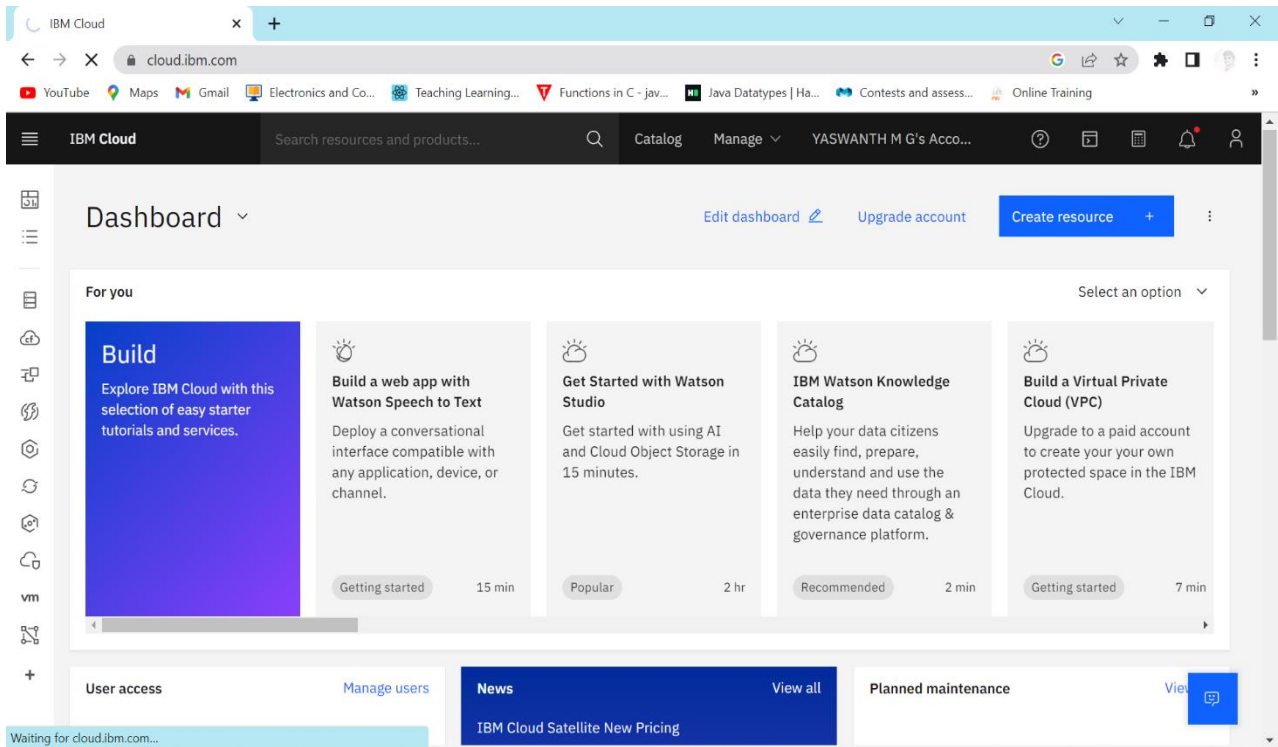 IBM Cloud
cloud.ibm.com
YouTube Maps Gmail Electronics and Co... Teaching Learning... Functions in C - jav... Java Datatypes | Ha... Contests and assess... Online Training »
IBM Cloud Search resources and products... Catalog Manage YASWANTH M G's Acco...
Dashboard
Edit dashboard Upgrade account Create resource +
For you
Select an option
Build
Explore IBM Cloud with this
selection of easy starter
tutorials and services.
Build a web app with
Watson Speech to Text
Deploy a conversational
interface compatible with
any application, device, or
channel.
Getting started 15 min
Get Started with Watson
Studio
Get started with using AI
and Cloud Object Storage in
15 minutes.
Popular 2 hr
IBM Watson Knowledge
Catalog
Help your data citizens
easily find, prepare,
understand and use the
data they need through an
enterprise data catalog &
governance platform.
Recommended 2 min
Build a Virtual Private
Cloud (VPC)
Upgrade to a paid account
to create your your own
protected space in the IBM
Cloud.
Getting started 7 min
vm
User access Manage users
News View all
IBM Cloud Satellite New Pricing
Planned maintenance
Waiting for cloud.ibm.com...